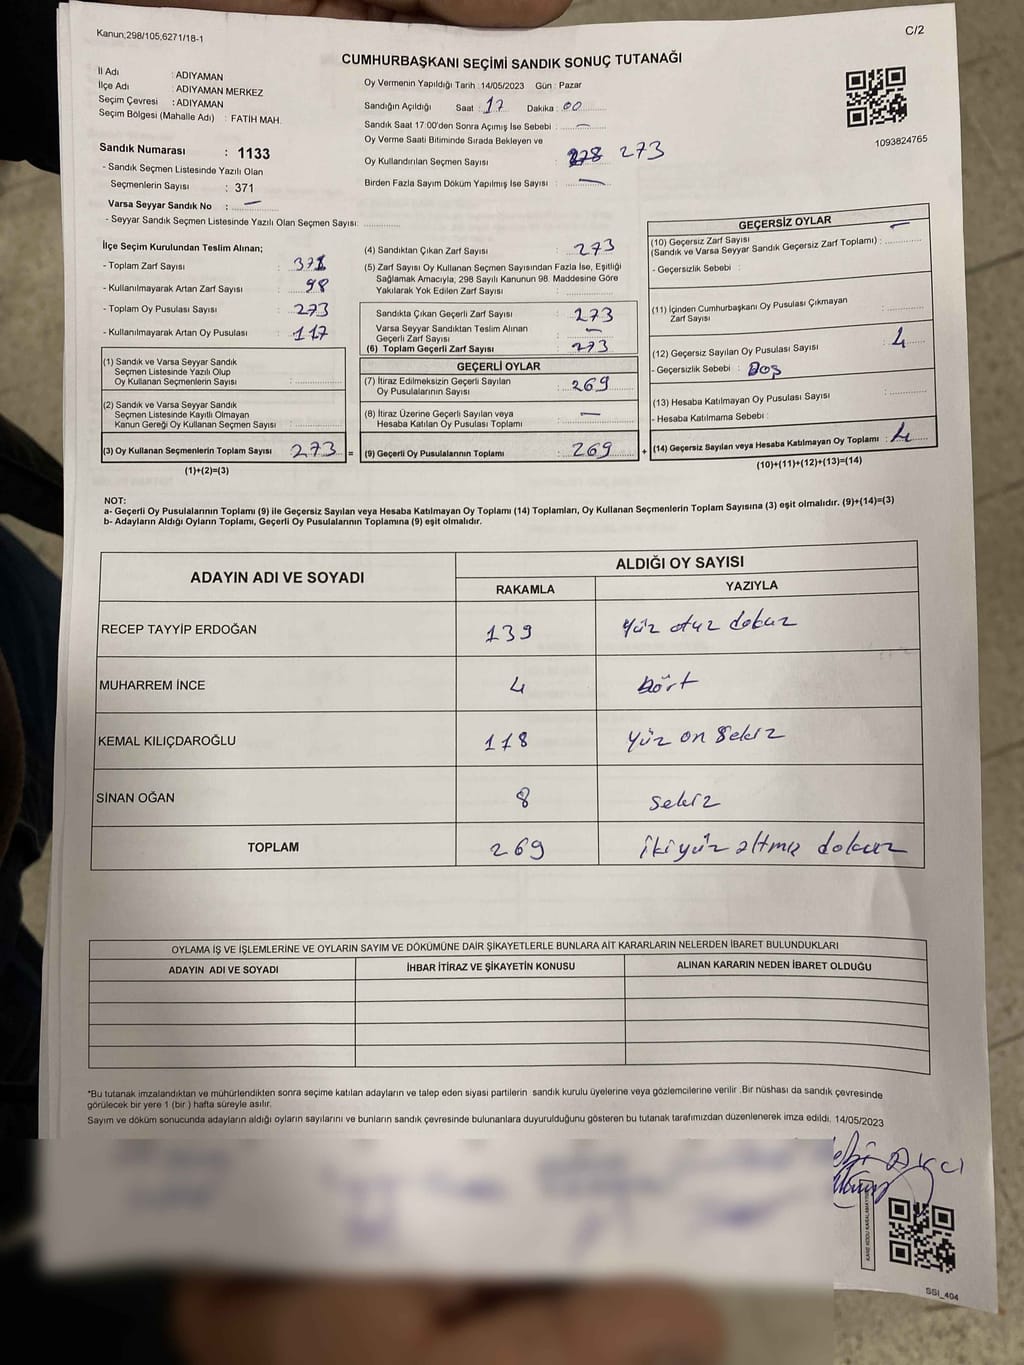 Kanun;298/105,6271/18-1
C/2
CUMHURBAŞKANI SEÇİMİ SANDIK SONUÇ TUTANAĞI
İl Adı : ADIYAMAN
İlçe Adı : ADIYAMAN MERKEZ
Seçim Çevresi : ADIYAMAN
Seçim Bölgesi (Mahalle Adı) : FATİH MAH.
Sandık Numarası : 1133
- Sandık Seçmen Listesinde Yazılı Olan
Seçmenlerin Sayısı : 371
Varsa Seyyar Sandık No : —
- Seyyar Sandık Seçmen Listesinde Yazılı Olan Seçmen Sayısı:
Oy Vermenin Yapıldığı Tarih :14/05/2023 Gün : Pazar
Sandığın Açıldığı Saat : 17 Dakika : 00
Sandık Saat 17:00'den Sonra Açımış İse Sebebi : —
Oy Verme Saati Bitiminde Sırada Bekleyen ve
Oy Kullandırılan Seçmen Sayısı : 273
Birden Fazla Sayım Döküm Yapılmış İse Sayısı : —
1093824765
İlçe Seçim Kurulundan Teslim Alınan;
- Toplam Zarf Sayısı :
- Kullanılmayarak Artan Zarf Sayısı : 98
- Toplam Oy Pusulası Sayısı : 273
- Kullanılmayarak Artan Oy Pusulası : 117
(1) Sandık ve Varsa Seyyar Sandık
Seçmen Listesinde Yazılı Olup
Oy Kullanan Seçmenlerin Sayısı :
(2) Sandık ve Varsa Seyyar Sandık
Seçmen Listesinde Kayıtlı Olmayan
Kanun Gereği Oy Kullanan Seçmen Sayısı :
(3) Oy Kullanan Seçmenlerin Toplam Sayısı : 273 =
(1)+(2)=(3)
(4) Sandıktan Çıkan Zarf Sayısı : 273
(5) Zarf Sayısı Oy Kullanan Seçmen Sayısından Fazla İse, Eşitliği
Sağlamak Amacıyla, 298 Sayılı Kanunun 98. Maddesine Göre
Yakılarak Yok Edilen Zarf Sayısı :
Sandıkta Çıkan Geçerli Zarf Sayısı : 273
Varsa Seyyar Sandıktan Teslim Alınan
Geçerli Zarf Sayısı : —
(6) Toplam Geçerli Zarf Sayısı : 273
GEÇERLİ OYLAR
(7) İtiraz Edilmeksizin Geçerli Sayılan
Oy Pusulalarının Sayısı : 269
(8) İtiraz Üzerine Geçerli Sayılan veya
Hesaba Katılan Oy Pusulası Toplamı : —
(9) Geçerli Oy Pusulalarının Toplamı : 269 +
GEÇERSİZ OYLAR
(10) Geçersiz Zarf Sayısı
(Sandık ve Varsa Seyyar Sandık Geçersiz Zarf Toplamı) : —
- Geçersizlik Sebebi :
(11) İçinden Cumhurbaşkanı Oy Pusulası Çıkmayan
Zarf Sayısı :
(12) Geçersiz Sayılan Oy Pusulası Sayısı : 4
- Geçersizlik Sebebi : Boş
(13) Hesaba Katılmayan Oy Pusulası Sayısı :
- Hesaba Katılmama Sebebi :
(14) Geçersiz Sayılan veya Hesaba Katılmayan Oy Toplamı : 4
(10)+(11)+(12)+(13)=(14)
NOT:
a- Geçerli Oy Pusulalarının Toplamı (9) ile Geçersiz Sayılan veya Hesaba Katılmayan Oy Toplamı (14) Toplamları, Oy Kullanan Seçmenlerin Toplam Sayısına (3) eşit olmalıdır. (9)+(14)=(3)
b- Adayların Aldığı Oyların Toplamı, Geçerli Oy Pusulalarının Toplamına (9) eşit olmalıdır.
ADAYIN ADI VE SOYADI
ALDIĞI OY SAYISI
RAKAMLA YAZIYLA
RECEP TAYYİP ERDOĞAN 139 Yüz otuz dokuz
MUHARREM İNCE 4 Dört
KEMAL KILIÇDAROĞLU 118 Yüz on sekiz
SİNAN OĞAN 8 sekiz
TOPLAM 269 ikiyüz altmış dokuz
OYLAMA İŞ VE İŞLEMLERİNE VE OYLARIN SAYIM VE DÖKÜMÜNE DAİR ŞİKAYETLERLE BUNLARA AİT KARARLARIN NELERDEN İBARET BULUNDUKLARI
ADAYIN ADI VE SOYADI İHBAR İTİRAZ VE ŞİKAYETİN KONUSU ALINAN KARARIN NEDEN İBARET OLDUĞU
*Bu tutanak imzalandıktan ve mühürlendikten sonra seçime katılan adayların ve talep eden siyasi partilerin sandık kurulu üyelerine veya gözlemcilerine verilir .Bir nüshası da sandık çevresinde
görülecek bir yere 1 (bir ) hafta süreyle asılır.
Sayım ve döküm sonucunda adayların aldığı oyların sayılarını ve bunların sandık çevresinde bulunanlara duyurulduğunu gösteren bu tutanak tarafımızdan düzenlenerek imza edildi. 14/05/2023
SSI_404